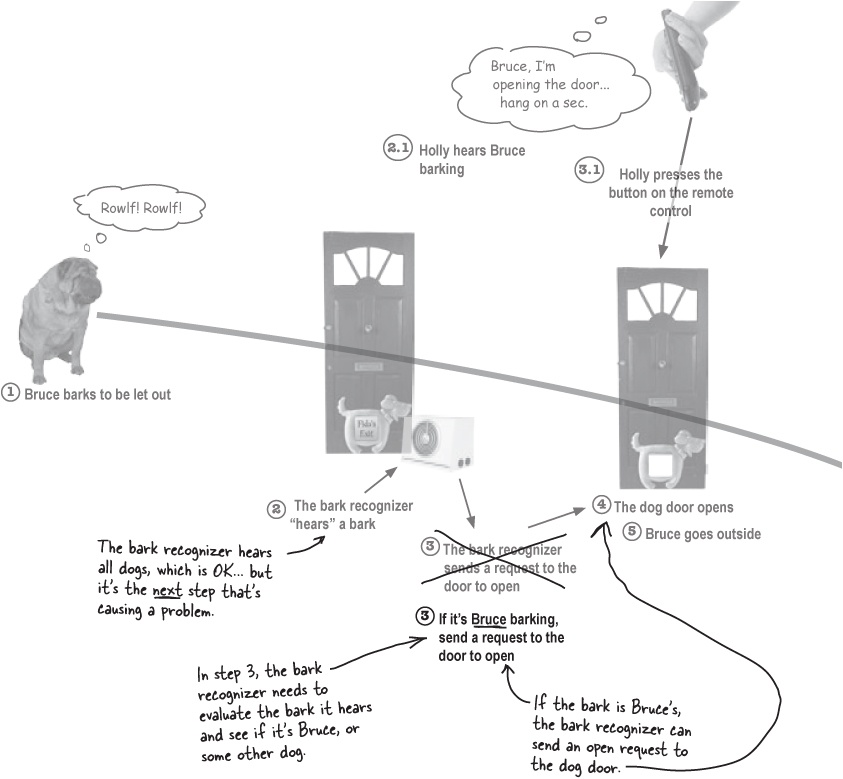 Bruce, I'm
opening the door...
hang on a sec.
2.1 Holly hears Bruce
barking
3.1 Holly presses the
button on the remote
control
Rowlf! Rowlf!
1 Bruce barks to be let out
Fido's
Exit
2 The bark recognizer
"hears" a bark
4 The dog door opens
5 Bruce goes outside
The bark recognizer hears
all dogs, which is OK... but
it's the next step that's
causing a problem.
3 The bark recognizer
sends a request to the
door to open
3 If it's Bruce barking,
send a request to the
door to open
In step 3, the bark
recognizer needs to
evaluate the bark it hears
and see if it's Bruce, or
some other dog.
If the bark is Bruce's,
the bark recognizer can
send an open request to
the dog door.